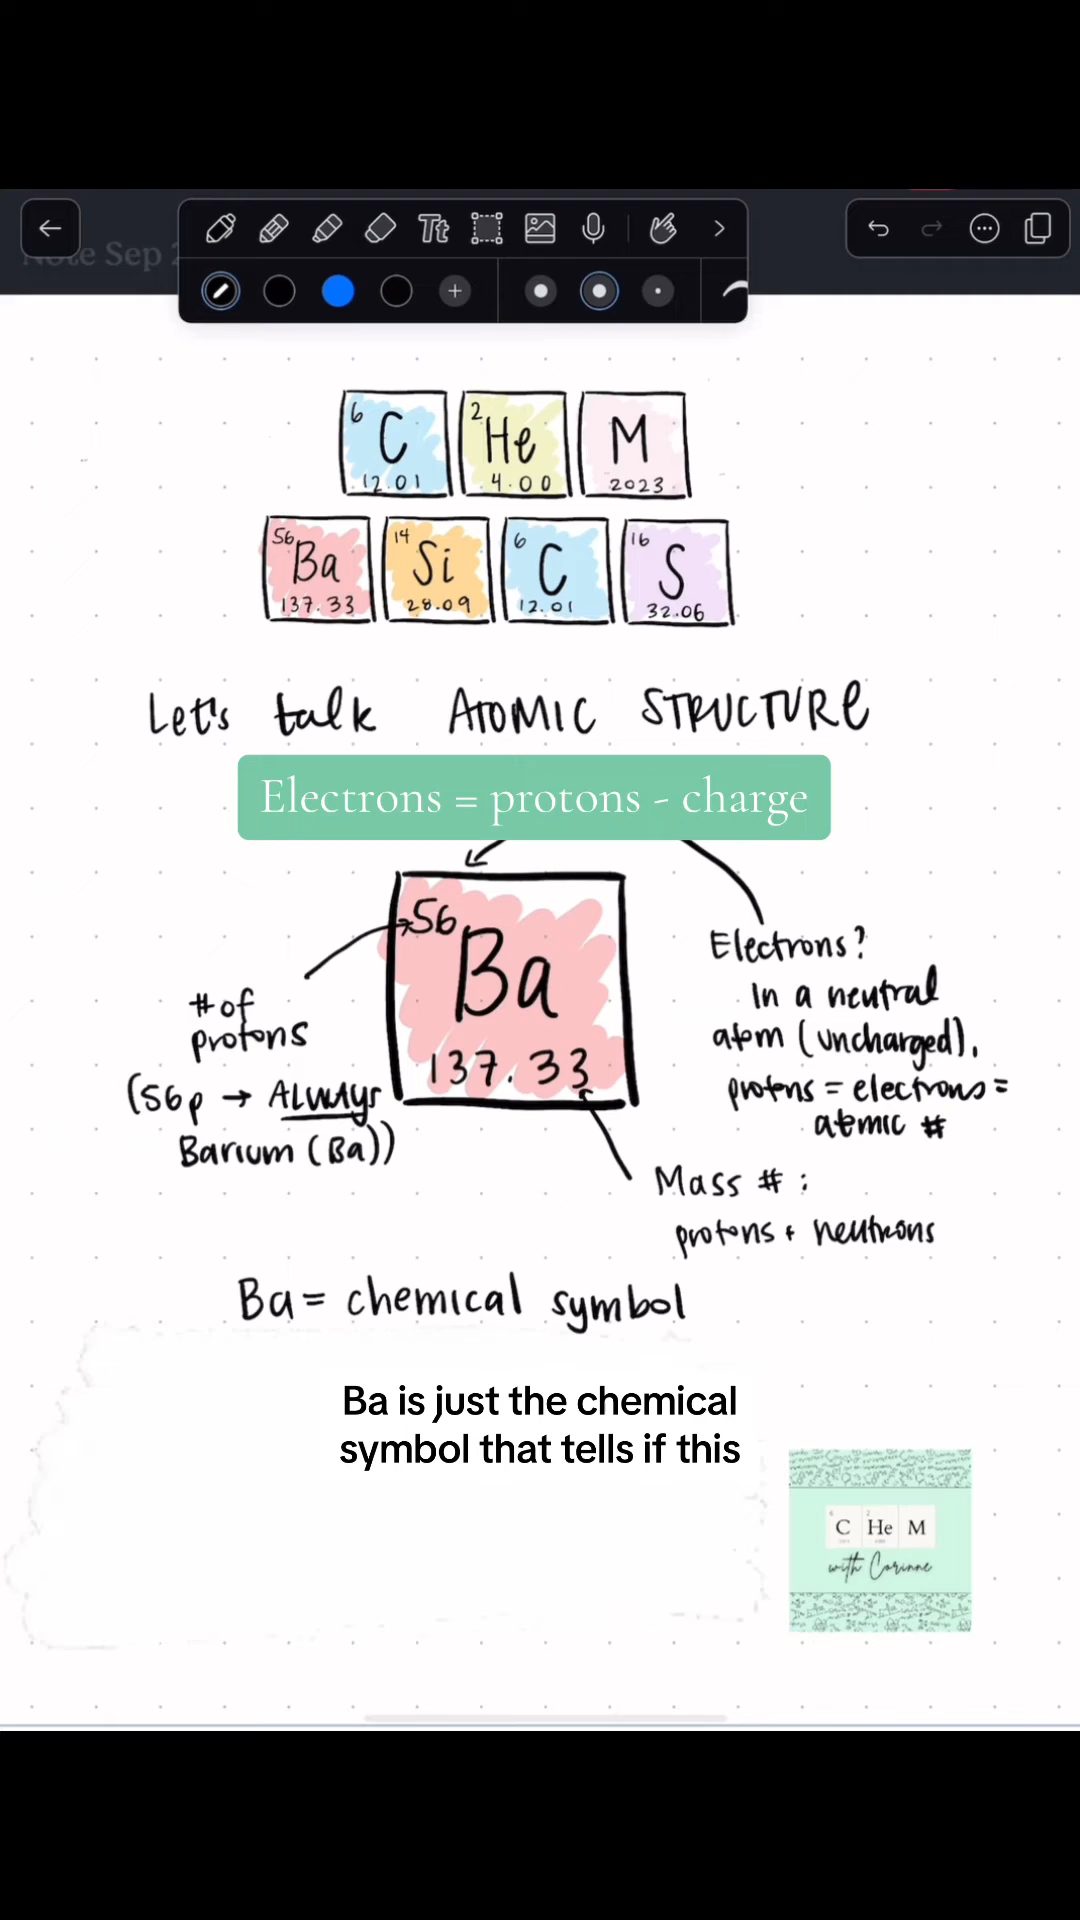 Note Sep 2
Tt
6
C
12.01
2
He
4.00
M
2023
56
Ba
137.33
14
Si
28.09
6
C
12.01
16
S
32.06
Let's talk ATOMIC STRUCTURE
Electrons = protons - charge
56
Ba
137.33
# of
protons
(56p → Always
Barium (Ba))
Electrons?
In a neutral
atom (uncharged),
protons = electrons =
atomic #
Mass # :
protons + neutrons
Ba = chemical symbol
Ba is just the chemical
symbol that tells if this
C He M
with Corinne